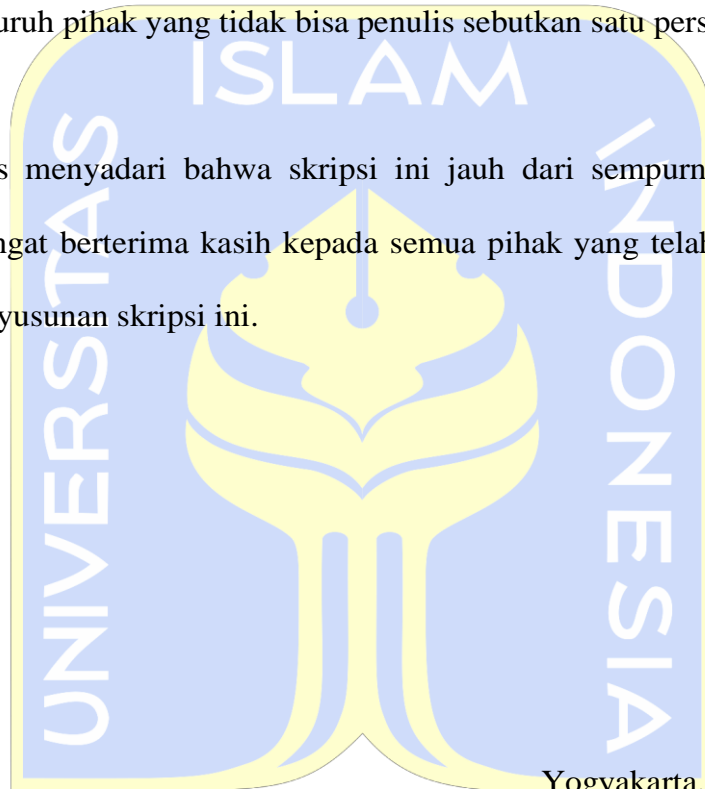 uruh pihak yang tidak bisa penulis sebutkan satu pers
s menyadari bahwa skripsi ini jauh dari sempurn
ngat berterima kasih kepada semua pihak yang telah
yusunan skripsi ini.
Yogyakarta
UNIVERSITAS
ISLAM
INDONESIA